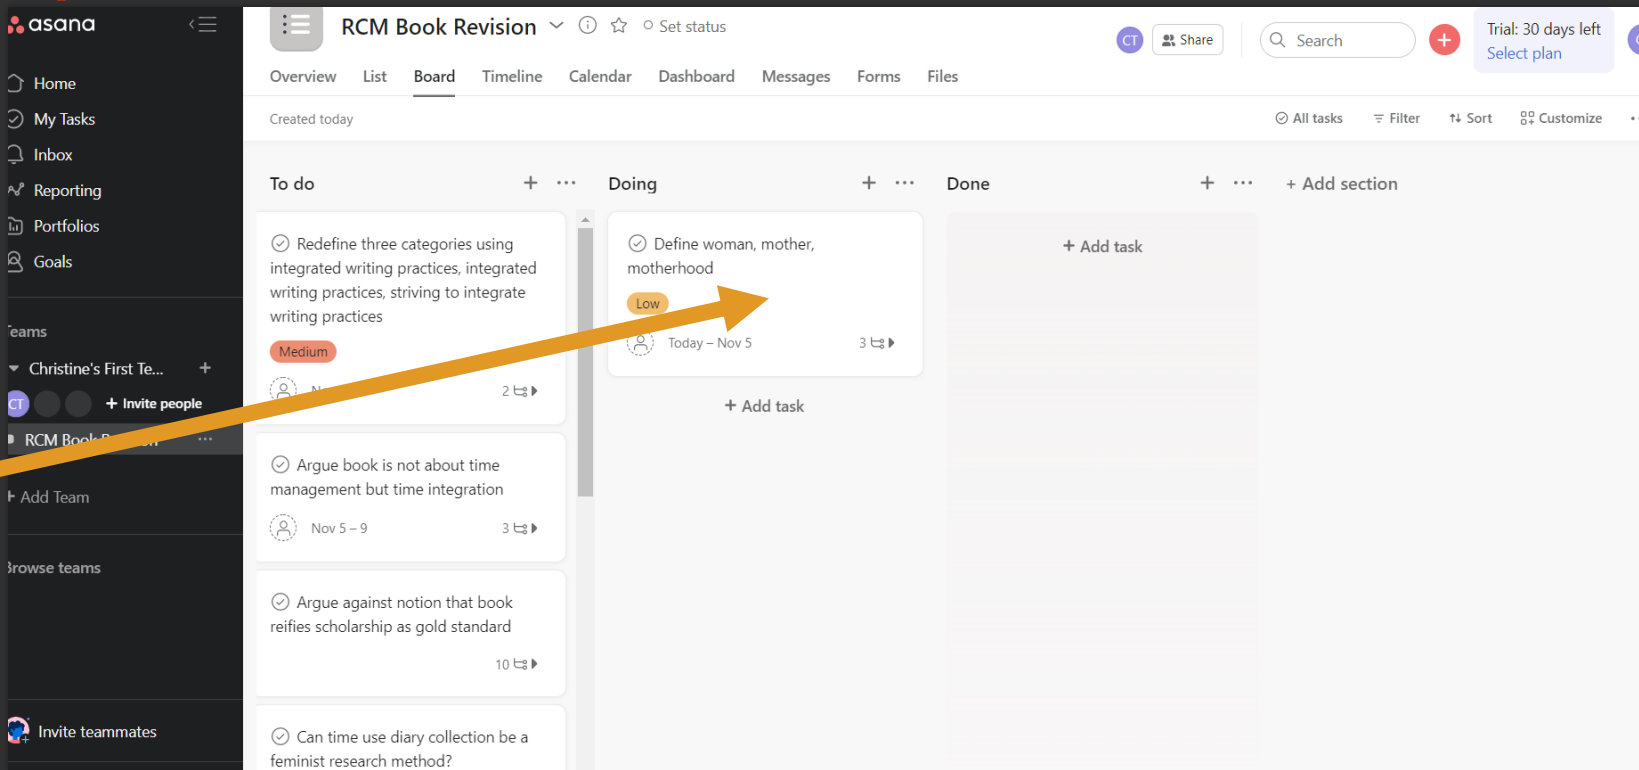 asana
Home
My Tasks
Inbox
Reporting
Portfolios
Goals
Teams
Christine's First Te...
CT
+ Invite people
RCM Book
+ Add Team
Browse teams
Invite teammates
RCM Book Revision
Set status
CT
Share
Search
Trial: 30 days left
Select plan
Overview List Board Timeline Calendar Dashboard Messages Forms Files
Created today
All tasks Filter Sort Customize
To do
Redefine three categories using
integrated writing practices, integrated
writing practices, striving to integrate
writing practices
Medium
2
Argue book is not about time
management but time integration
Nov 5 – 9
3
Argue against notion that book
reifies scholarship as gold standard
10
Can time use diary collection be a
feminist research method?
Doing
Define woman, mother,
motherhood
Low
Today – Nov 5
3
+ Add task
Done
+ Add task
+ Add section